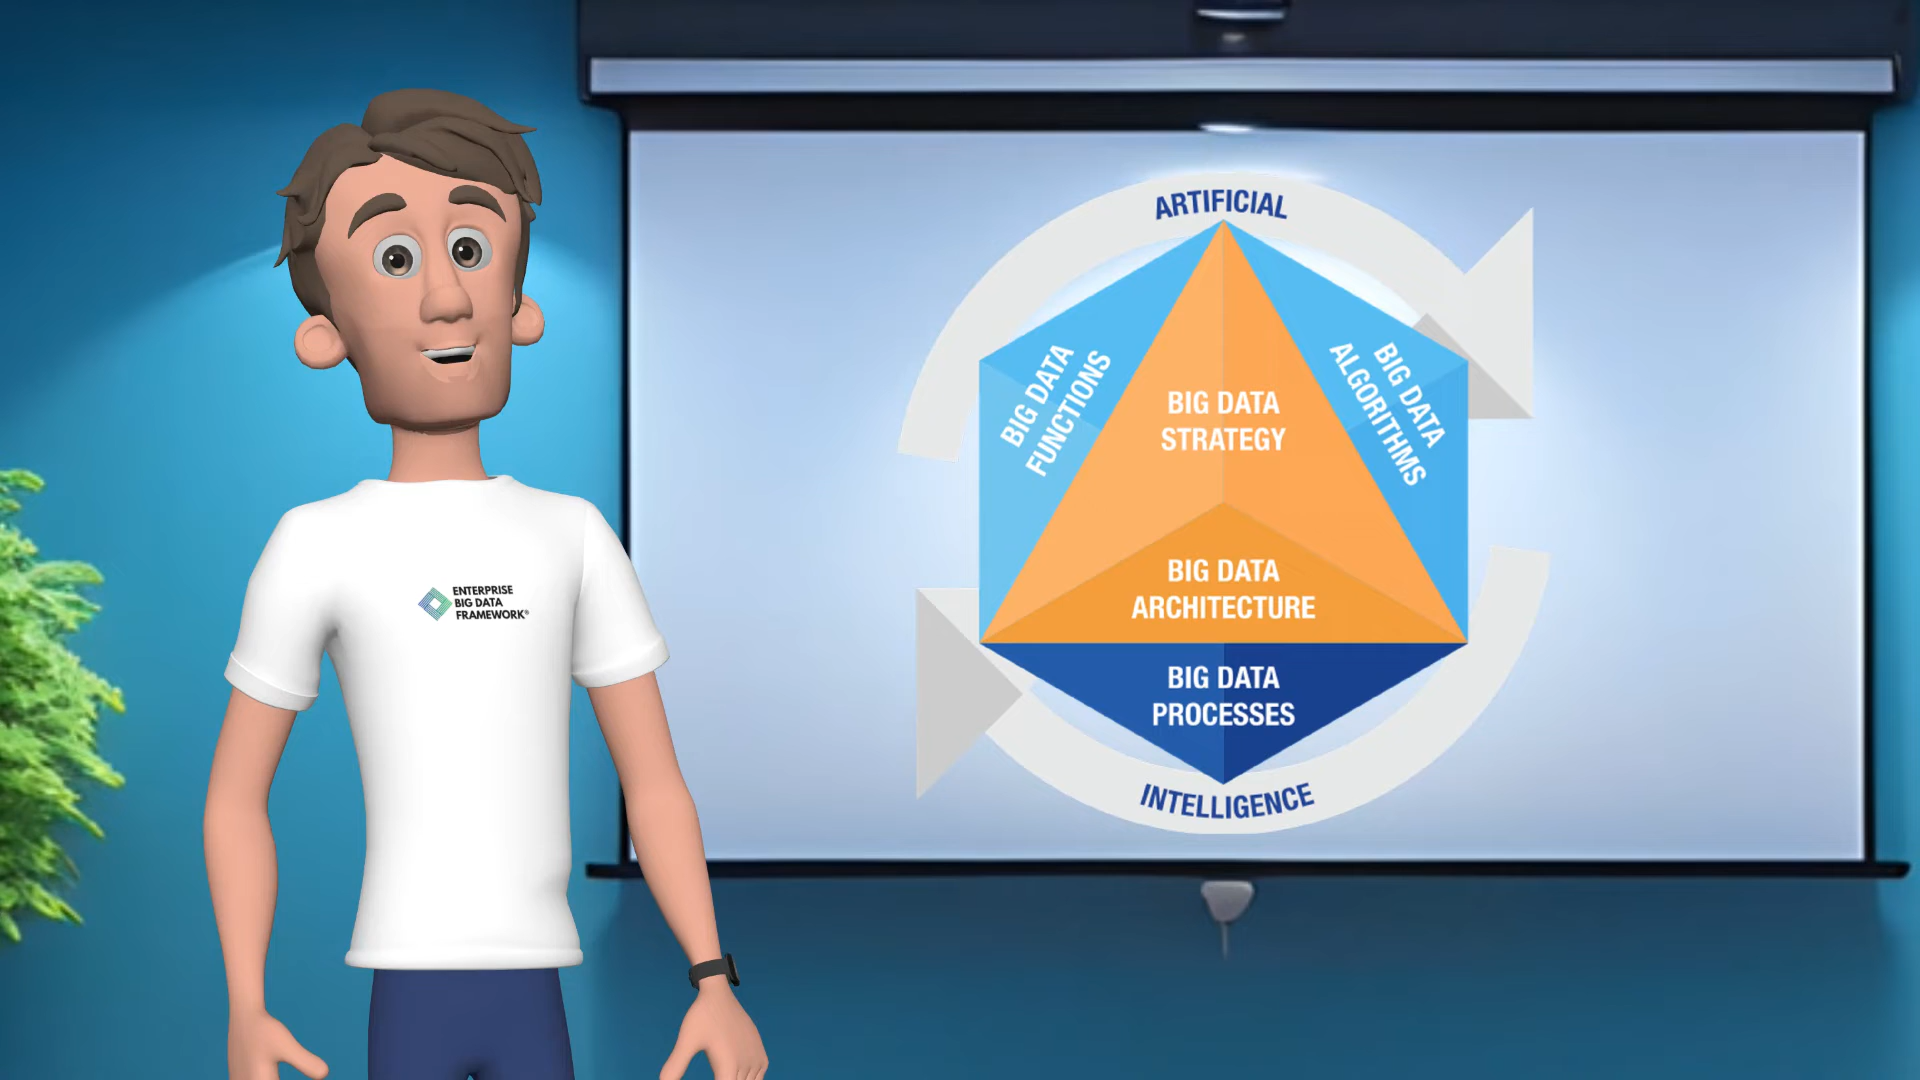 ENTERPRISE
BIG DATA
FRAMEWORK®
ARTIFICIAL
BIG DATA
FUNCTIONS
BIG DATA
STRATEGY
BIG DATA
ALGORITHMS
BIG DATA
ARCHITECTURE
BIG DATA
PROCESSES
INTELLIGENCE